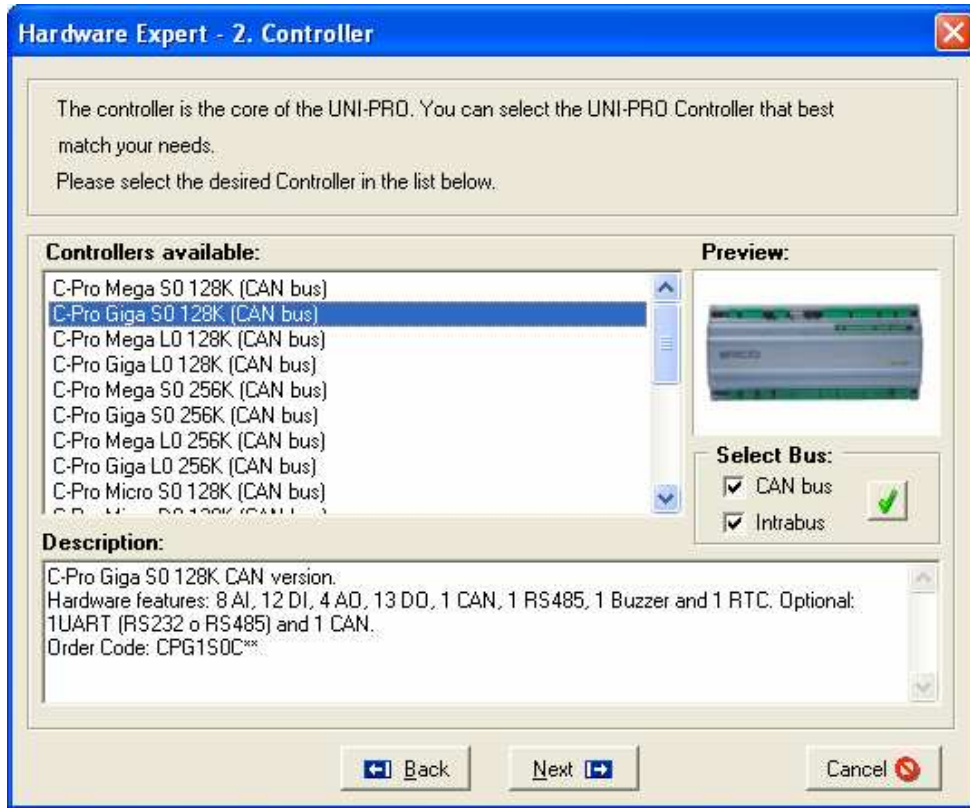 Hardware Expert - 2. Controller
The controller is the core of the UNI-PRO. You can select the UNI-PRO Controller that best
match your needs.
Please select the desired Controller in the list below.
Controllers available:
C-Pro Mega S0 128K (CAN bus)
C-Pro Giga S0 128K (CAN bus)
C-Pro Mega L0 128K (CAN bus)
C-Pro Giga L0 128K (CAN bus)
C-Pro Mega S0 256K (CAN bus)
C-Pro Giga S0 256K (CAN bus)
C-Pro Mega L0 256K (CAN bus)
C-Pro Giga L0 256K (CAN bus)
C-Pro Micro S0 128K (CAN bus)
Preview:
Select Bus:
CAN bus
Intrabus
Description:
C-Pro Giga S0 128K CAN version.
Hardware features: 8 AI, 12 DI, 4 AO, 13 DO, 1 CAN, 1 RS485, 1 Buzzer and 1 RTC. Optional:
1UART (RS232 o RS485) and 1 CAN.
Order Code: CPG1S0C**
Back
Next
Cancel